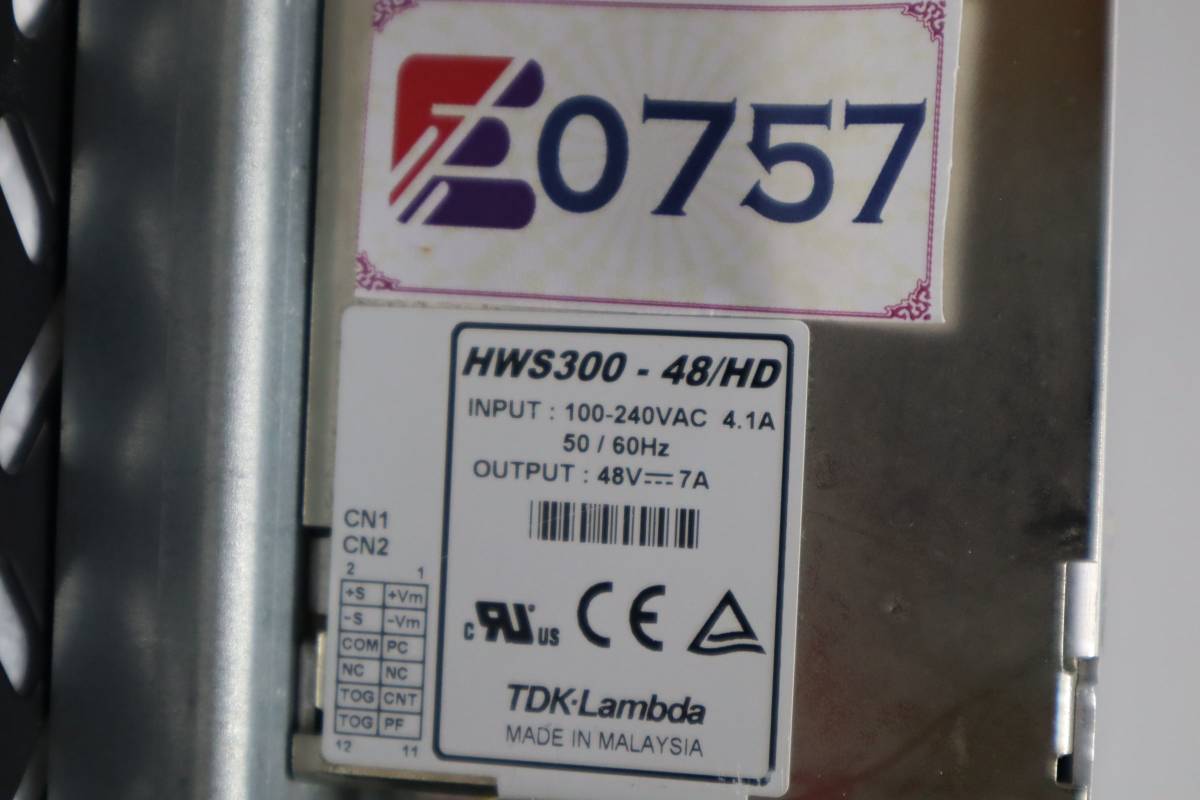 0757
HWS300 - 48/HD
INPUT : 100-240VAC 4.1A
50 / 60Hz
OUTPUT : 48V⎓7A
CN1
CN2
2 1
+S +Vm
-S -Vm
COM PC
NC NC
TOG CNT
TOG PF
12 11
c RU US CE
TDK·Lambda
MADE IN MALAYSIA